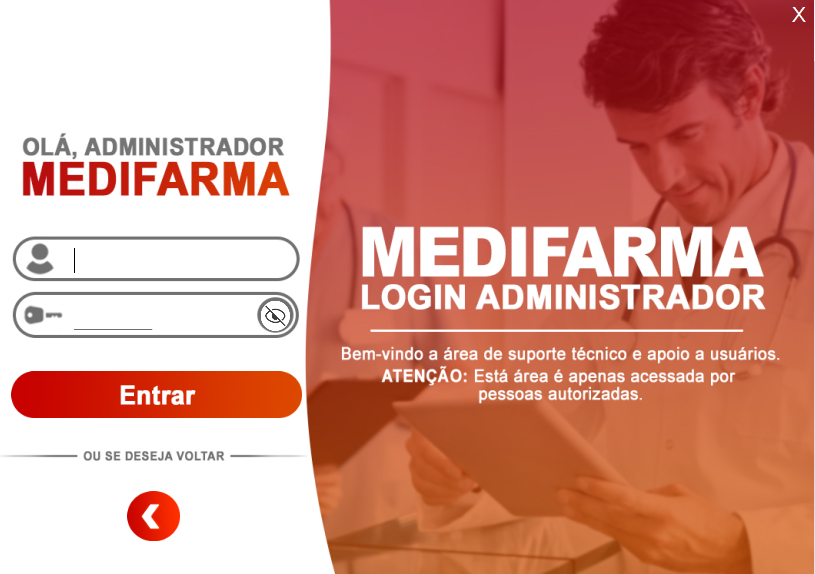 OLÁ, ADMINISTRADOR
MEDIFARMA
Entrar
OU SE DESEJA VOLTAR
X
MEDIFARMA
LOGIN ADMINISTRADOR
Bem-vindo a área de suporte técnico e apoio a usuários.
ATENÇÃO: Está área é apenas acessada por
pessoas autorizadas.